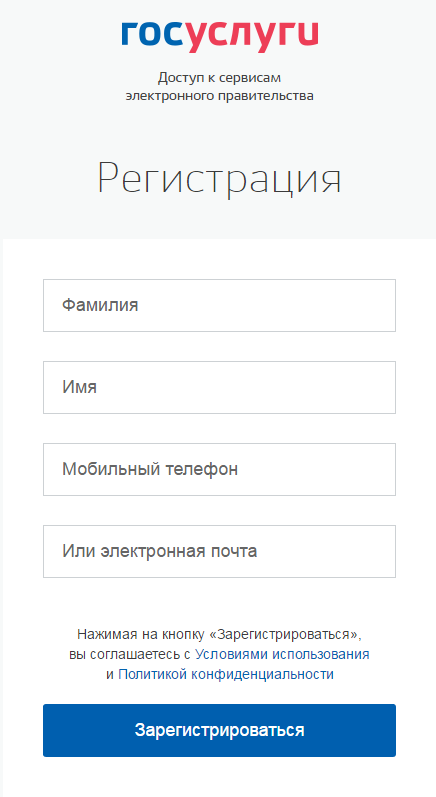 госуслуги
Доступ к сервисам
электронного правительства
Регистрация
Фамилия
Имя
Мобильный телефон
Или электронная почта
Нажимая на кнопку «Зарегистрироваться»,
вы соглашаетесь с Условиями использования
и Политикой конфиденциальности
Зарегистрироваться